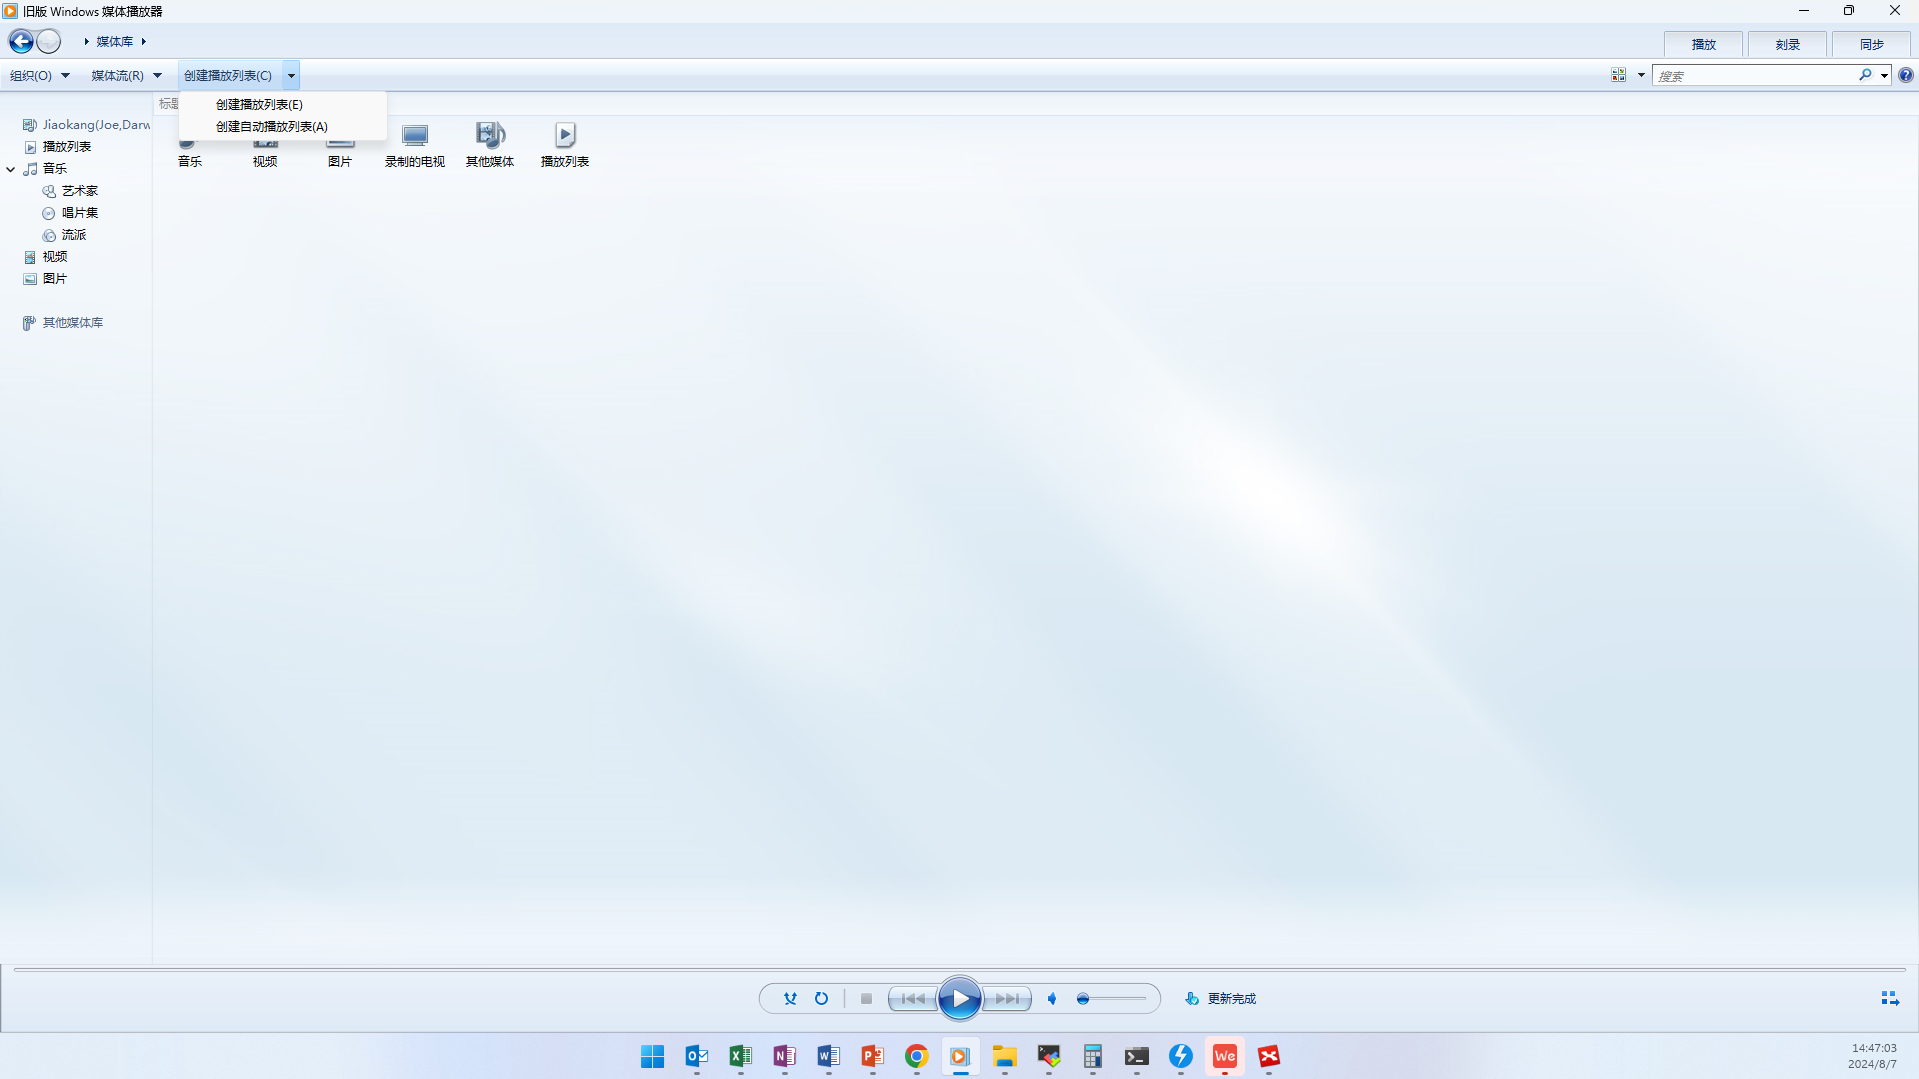 旧版 Windows 媒体播放器
媒体库
播放
刻录
同步
组织(O)
媒体流(R)
创建播放列表(C)
搜索
创建播放列表(E)
创建自动播放列表(A)
标题
音乐
视频
图片
录制的电视
其他媒体
播放列表
Jiaokang(Joe,Darw
播放列表
音乐
艺术家
唱片集
流派
视频
图片
其他媒体库
更新完成
14:47:03
2024/8/7